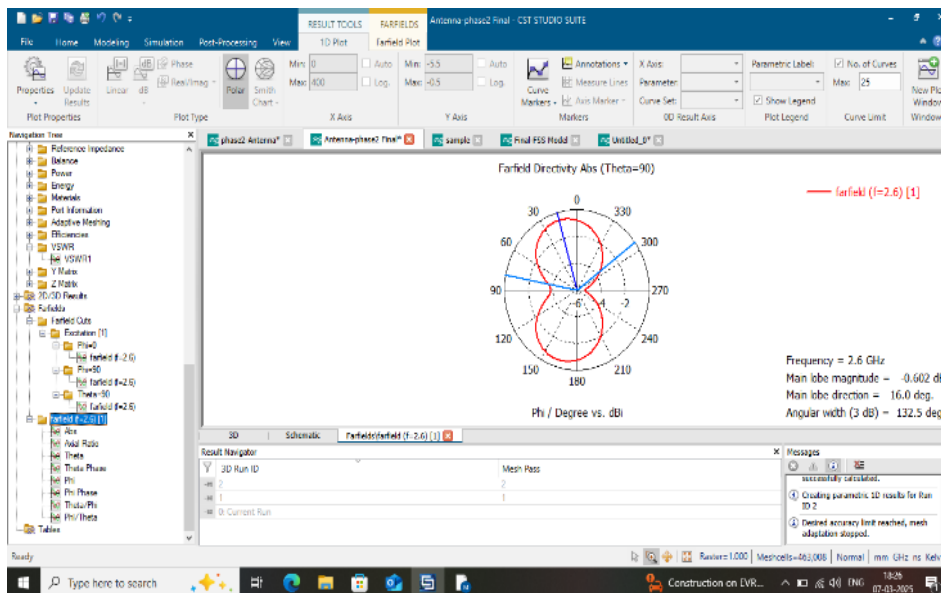 Antenna-phase2 Final - CST STUDIO SUITE
RESULT TOOLS
FARFIELDS
File
Home
Modeling
Simulation
Post-Processing
View
1D Plot
Farfield Plot
Properties
Update Results
Linear
dB
Phase
Real/Imag
Polar
Smith Chart
Min: 0
Max: 400
Auto
Log.
Min: -5.5
Max: -0.5
Auto
Log.
Curve Markers
Annotations
Measure Lines
Axis Marker
X Axis:
Parameter:
Curve Set:
Parametric Label:
Show Legend
No. of Curves
Max: 25
New Plot Window
Plot Properties
Plot Type
X Axis
Y Axis
Markers
0D Result Axis
Plot Legend
Curve Limit
Window
Navigation Tree
phase2 Antenna*
Antenna-phase2 Final*
sample
Final FSS Model
Untitled_0*
Reference Impedance
Balance
Power
Energy
Materials
Port Information
Adaptive Meshing
Efficiencies
VSWR
VSWR1
Y Matrix
Z Matrix
2D/3D Results
Farfields
Farfield Cuts
Excitation [1]
Phi=0
farfield (f=2.6)
Phi=90
farfield (f=2.6)
Theta=90
farfield (f=2.6)
farfield (f=2.6) [1]
Abs
Axial Ratio
Theta
Theta Phase
Phi
Phi Phase
Theta/Phi
Phi/Theta
Tables
Farfield Directivity Abs (Theta=90)
farfield (f=2.6) [1]
0
30
330
60
300
90
-6
-4
-2
270
120
240
150
210
180
Phi / Degree vs. dBi
Frequency = 2.6 GHz
Main lobe magnitude = -0.602 dB
Main lobe direction = 16.0 deg.
Angular width (3 dB) = 132.5 deg
3D
Schematic
Farfields\farfield (f=2.6) [1]
Result Navigator
3D Run ID
Mesh Pass
2
2
1
1
0: Current Run
Messages
successfully calculated.
Creating parametric 1D results for Run ID 2
Desired accuracy limit reached, mesh adaptation stopped.
Ready
Raster=1.000
Meshcells=463,008
Normal
mm GHz ns Kelv
Type here to search
Construction on EVR...
ENG
18:26
07-03-2025